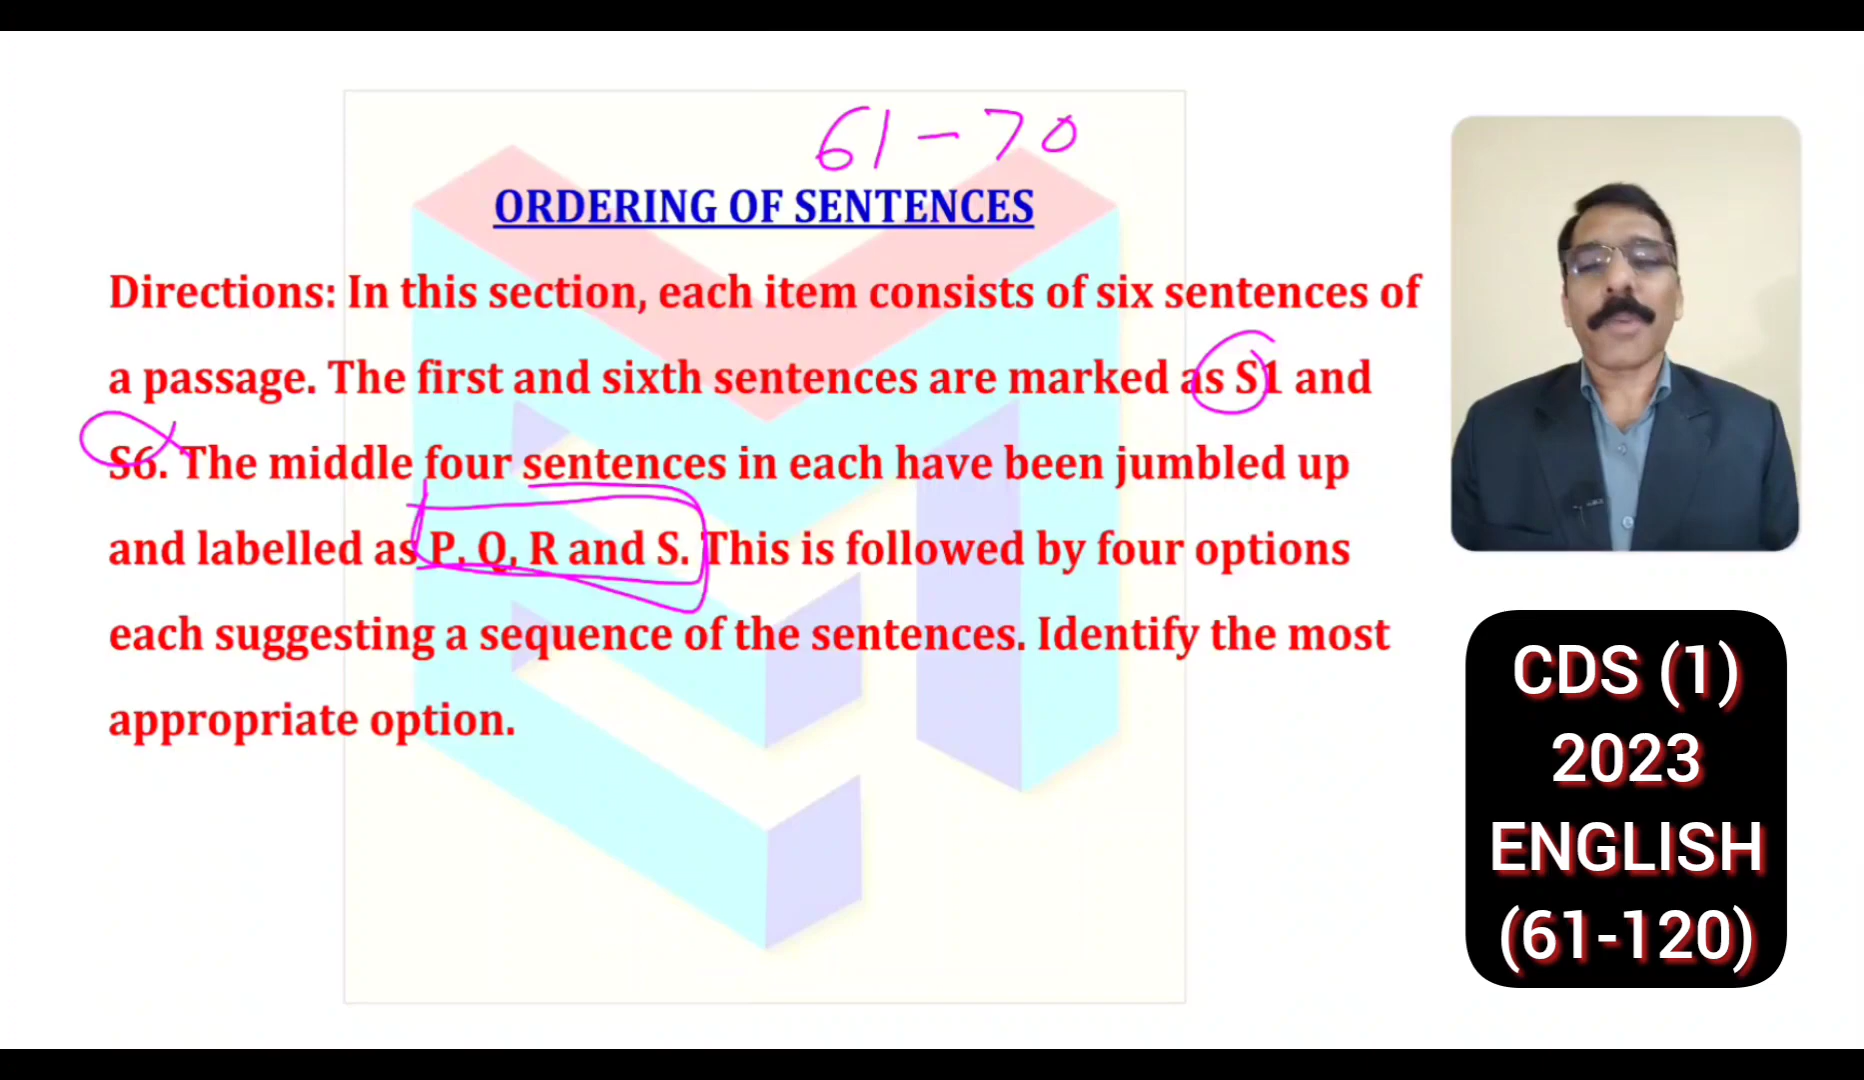 61-70
ORDERING OF SENTENCES
Directions: In this section, each item consists of six sentences of
a passage. The first and sixth sentences are marked as S1 and
S6. The middle four sentences in each have been jumbled up
and labelled as P, Q, R and S. This is followed by four options
each suggesting a sequence of the sentences. Identify the most
appropriate option.
CDS (1)
2023
ENGLISH
(61-120)